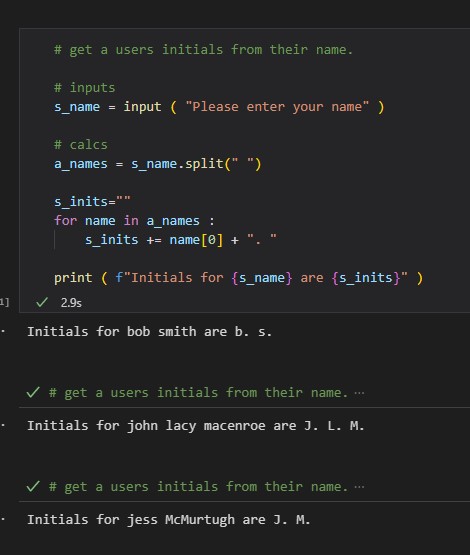 # get a users initials from their name.
# inputs
s_name = input ( "Please enter your name" )
# calcs
a_names = s_name.split(" ")
s_inits=""
for name in a_names :
    s_inits += name[0] + ". "
print ( f"Initials for {s_name} are {s_inits}" )
1] ✓ 2.9s
Initials for bob smith are b. s.
✓ # get a users initials from their name. ···
Initials for john lacy macenroe are J. L. M.
✓ # get a users initials from their name. ···
Initials for jess McMurtugh are J. M.